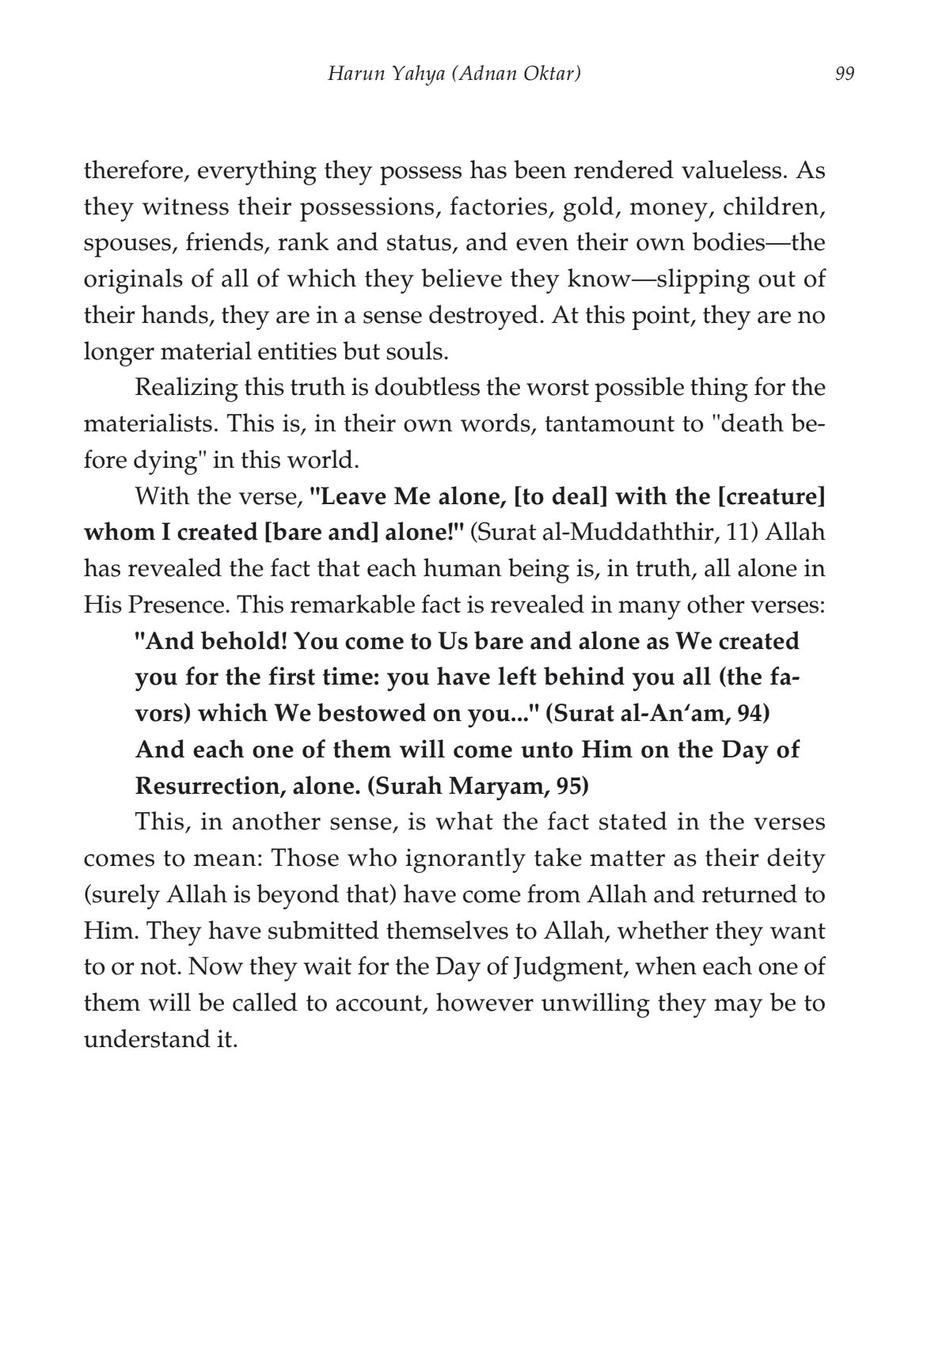 Harun Yahya (Adnan Oktar) 99
therefore, everything they possess has been rendered valueless. As
they witness their possessions, factories, gold, money, children,
spouses, friends, rank and status, and even their own bodies—the
originals of all of which they believe they know—slipping out of
their hands, they are in a sense destroyed. At this point, they are no
longer material entities but souls.
Realizing this truth is doubtless the worst possible thing for the
materialists. This is, in their own words, tantamount to "death be-
fore dying" in this world.
With the verse, "Leave Me alone, [to deal] with the [creature]
whom I created [bare and] alone!" (Surat al-Muddaththir, 11) Allah
has revealed the fact that each human being is, in truth, all alone in
His Presence. This remarkable fact is revealed in many other verses:
"And behold! You come to Us bare and alone as We created
you for the first time: you have left behind you all (the fa-
vors) which We bestowed on you..." (Surat al-An‘am, 94)
And each one of them will come unto Him on the Day of
Resurrection, alone. (Surah Maryam, 95)
This, in another sense, is what the fact stated in the verses
comes to mean: Those who ignorantly take matter as their deity
(surely Allah is beyond that) have come from Allah and returned to
Him. They have submitted themselves to Allah, whether they want
to or not. Now they wait for the Day of Judgment, when each one of
them will be called to account, however unwilling they may be to
understand it.